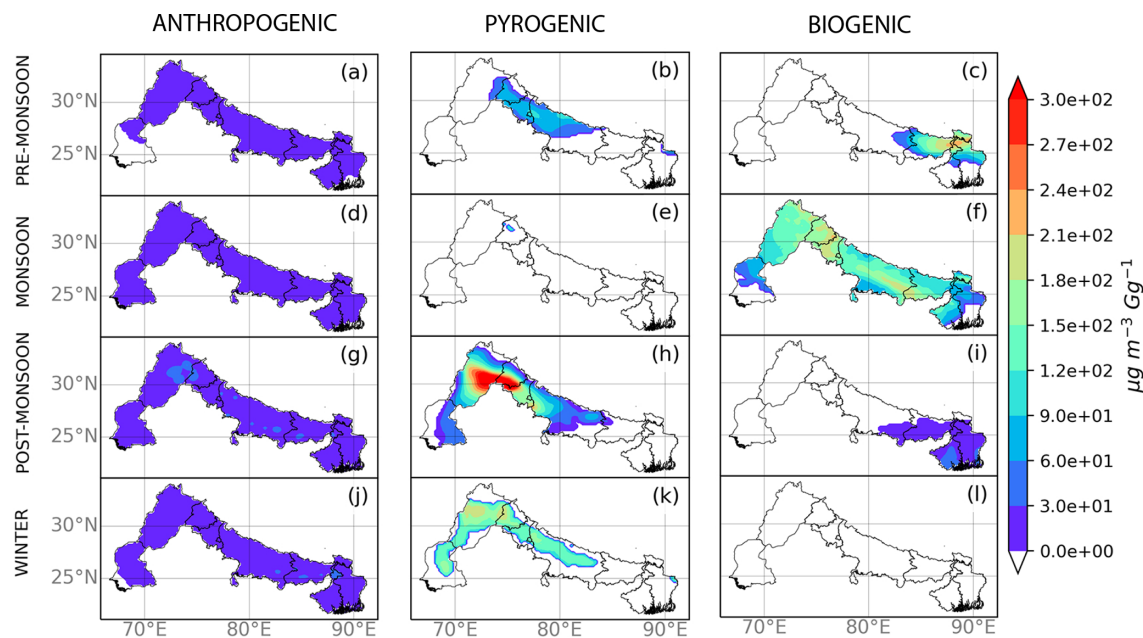 ANTHROPOGENIC PYROGENIC BIOGENIC
PRE-MONSOON
30°N
25°N
(a)
(b)
(c)
MONSOON
30°N
25°N
(d)
(e)
(f)
POST-MONSOON
30°N
25°N
(g)
(h)
(i)
WINTER
30°N
25°N
(j)
(k)
(l)
70°E 80°E 90°E 70°E 80°E 90°E 70°E 80°E 90°E
3.0e+02
2.7e+02
2.4e+02
2.1e+02
1.8e+02
1.5e+02
1.2e+02
9.0e+01
6.0e+01
3.0e+01
0.0e+00
μg m⁻³ Gg⁻¹